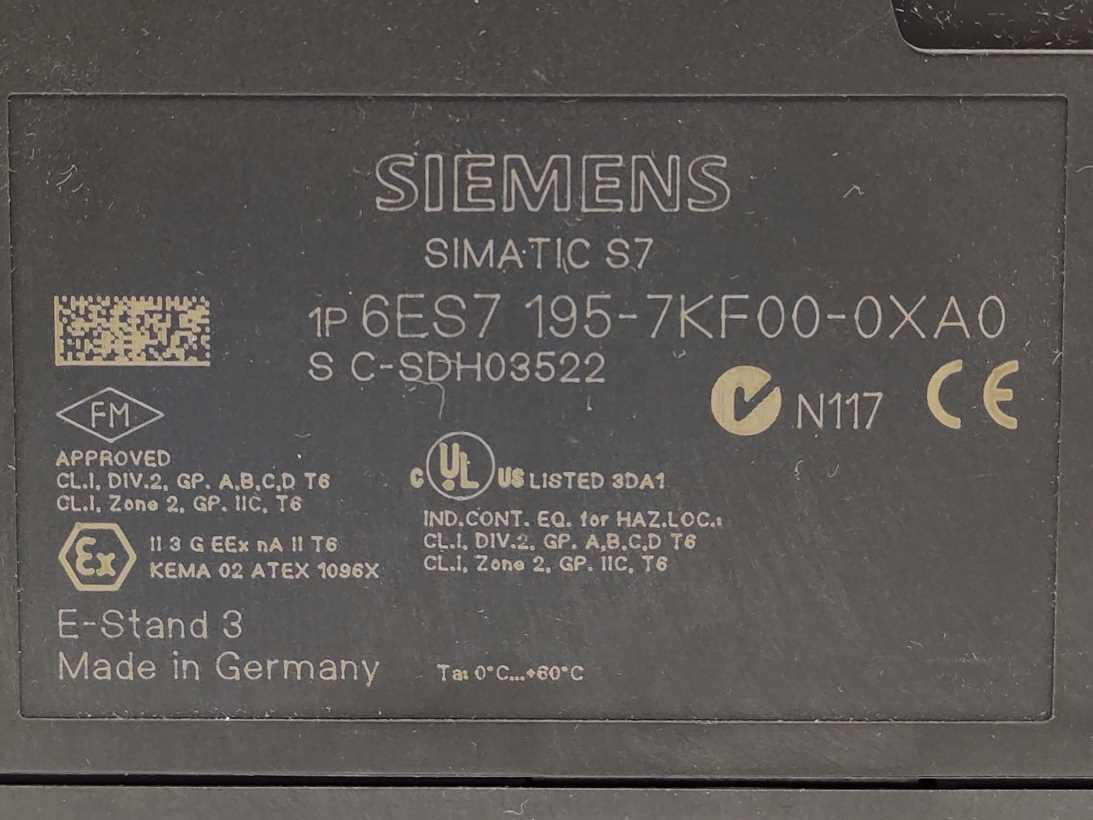 SIEMENS
SIMATIC S7
1P 6ES7 195-7KF00-0XA0
S C-SDH03522
N117 CE
FM
APPROVED
CL.I, DIV.2, GP. A,B,C,D T6
CL.I, Zone 2, GP. IIC, T6
Ex
II 3 G EEx nA II T6
KEMA 02 ATEX 1096X
C UL US LISTED 3DA1
IND.CONT. EQ. for HAZ.LOC.:
CL.I, DIV.2, GP. A,B,C,D T6
CL.I, Zone 2, GP. IIC, T6
E-Stand 3
Made in Germany
Ta: 0°C...+60°C